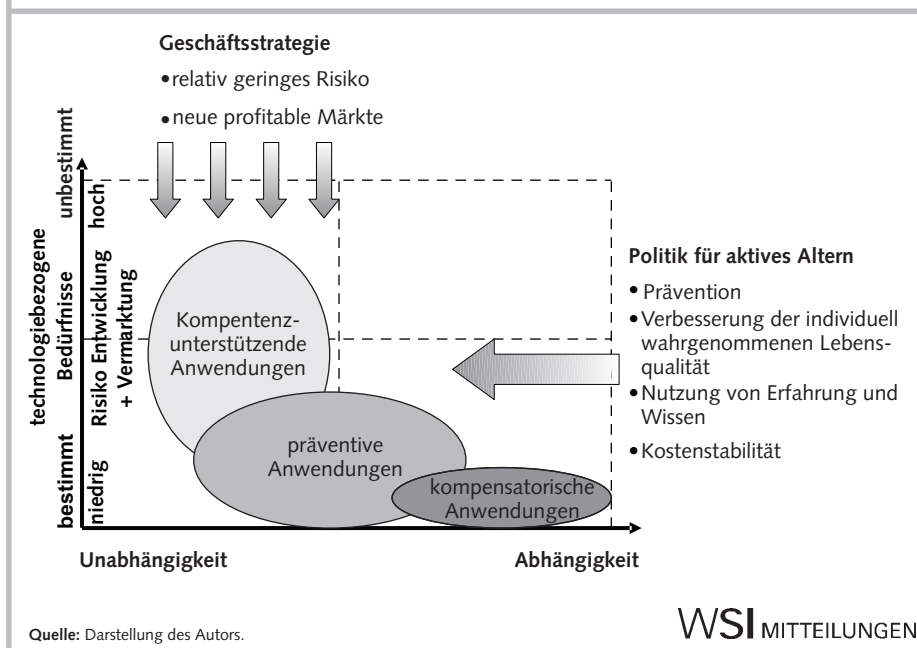 Geschäftsstrategie
• relativ geringes Risiko
• neue profitable Märkte
technologiebezogene
Bedürfnisse
unbestimmt
bestimmt
Risiko Entwicklung
+ Vermarktung
hoch
niedrig
Kompentenz-
unterstützende
Anwendungen
präventive
Anwendungen
kompensatorische
Anwendungen
Unabhängigkeit
Abhängigkeit
Politik für aktives Altern
• Prävention
• Verbesserung der individuell
wahrgenommenen Lebens-
qualität
• Nutzung von Erfahrung und
Wissen
• Kostenstabilität
Quelle: Darstellung des Autors.
WSI MITTEILUNGEN